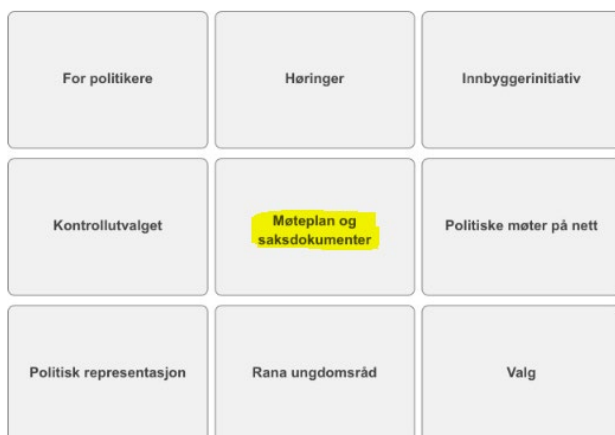 For politikere
Høringer
Innbyggerinitiativ
Kontrollutvalget
Møteplan og
saksdokumenter
Politiske møter på nett
Politisk representasjon
Rana ungdomsråd
Valg